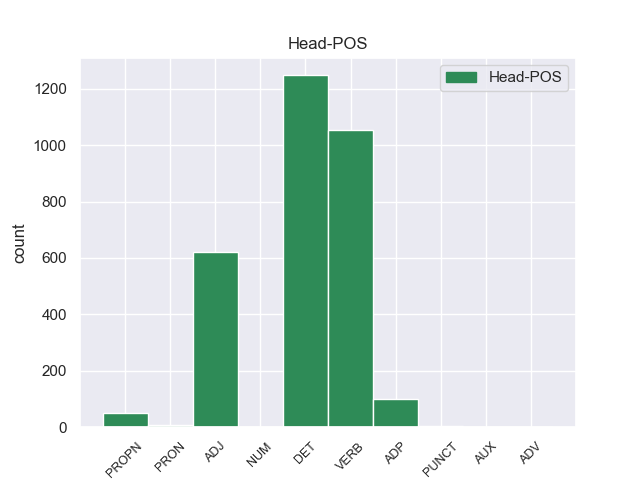 Head-POS
Head-POS
1200
1000
800
600
400
200
0
count
PROPN PRON ADJ NUM DET VERB ADP PUNCT AUX ADV